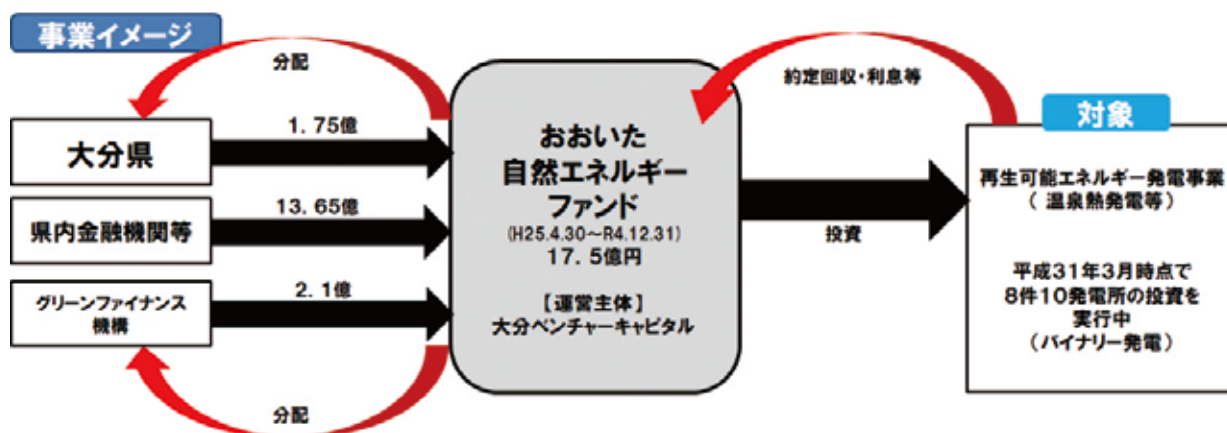 事業イメージ
分配
大分県
1.75億
県内金融機関等
13.65億
グリーンファイナンス
機構
2.1億
分配
おおいた
自然エネルギー
ファンド
(H25.4.30~R4.12.31)
17.5億円
【運営主体】
大分ベンチャーキャピタル
約定回収・利息等
投資
対象
再生可能エネルギー発電事業
(温泉熱発電等)
平成31年3月時点で
8件10発電所の投資を
実行中
(バイナリー発電)